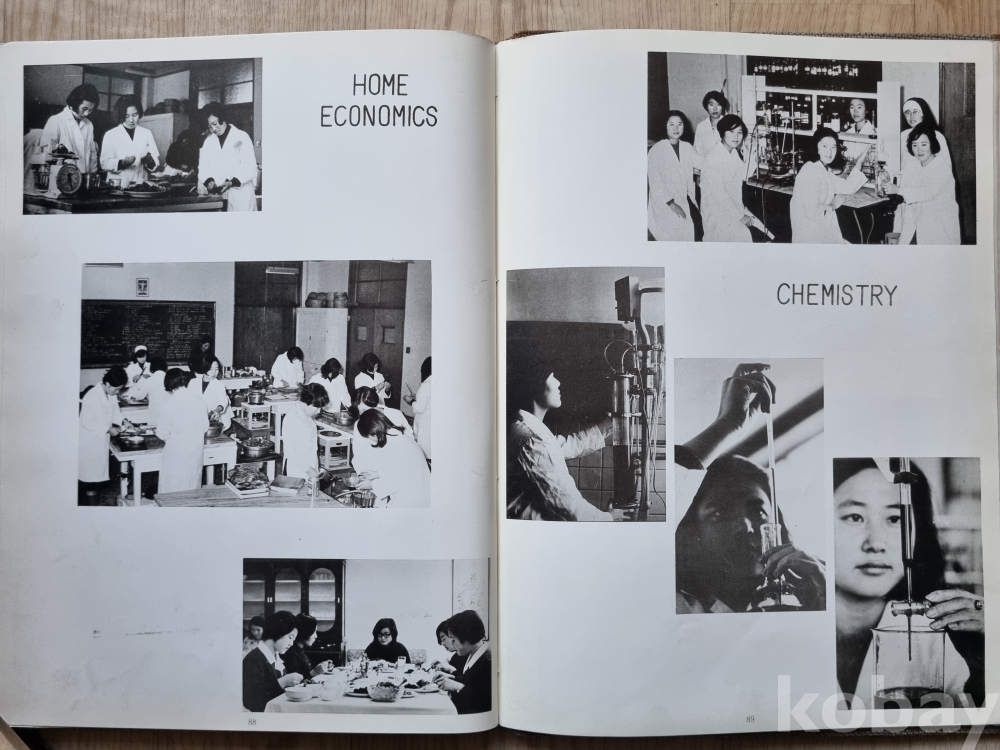 HOME
ECONOMICS
CHEMISTRY
88
89
kobay